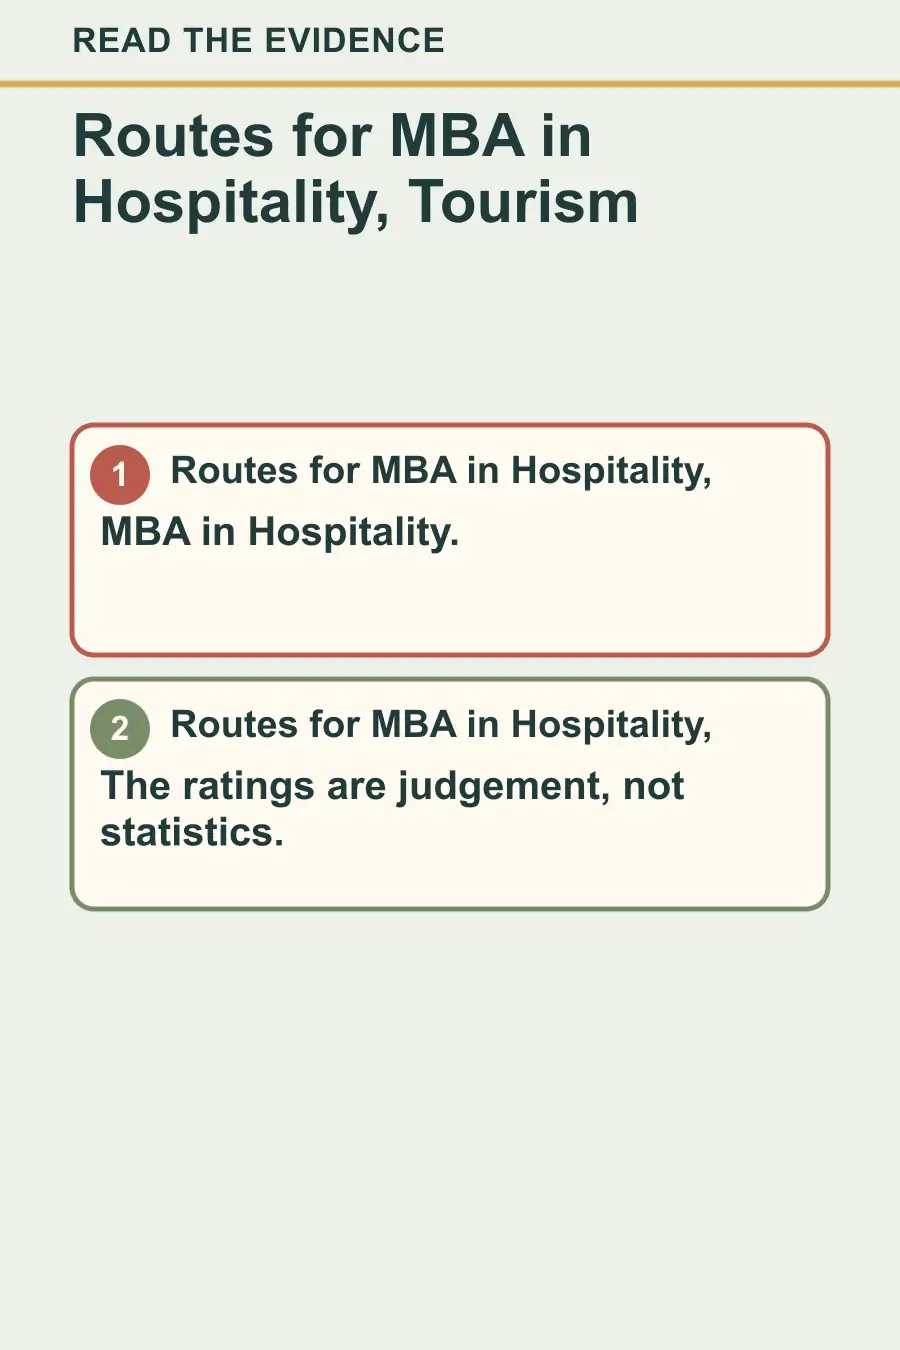 READ THE EVIDENCE
Routes for MBA in
Hospitality, Tourism
1 Routes for MBA in Hospitality,
MBA in Hospitality.
2 Routes for MBA in Hospitality,
The ratings are judgement, not
statistics.